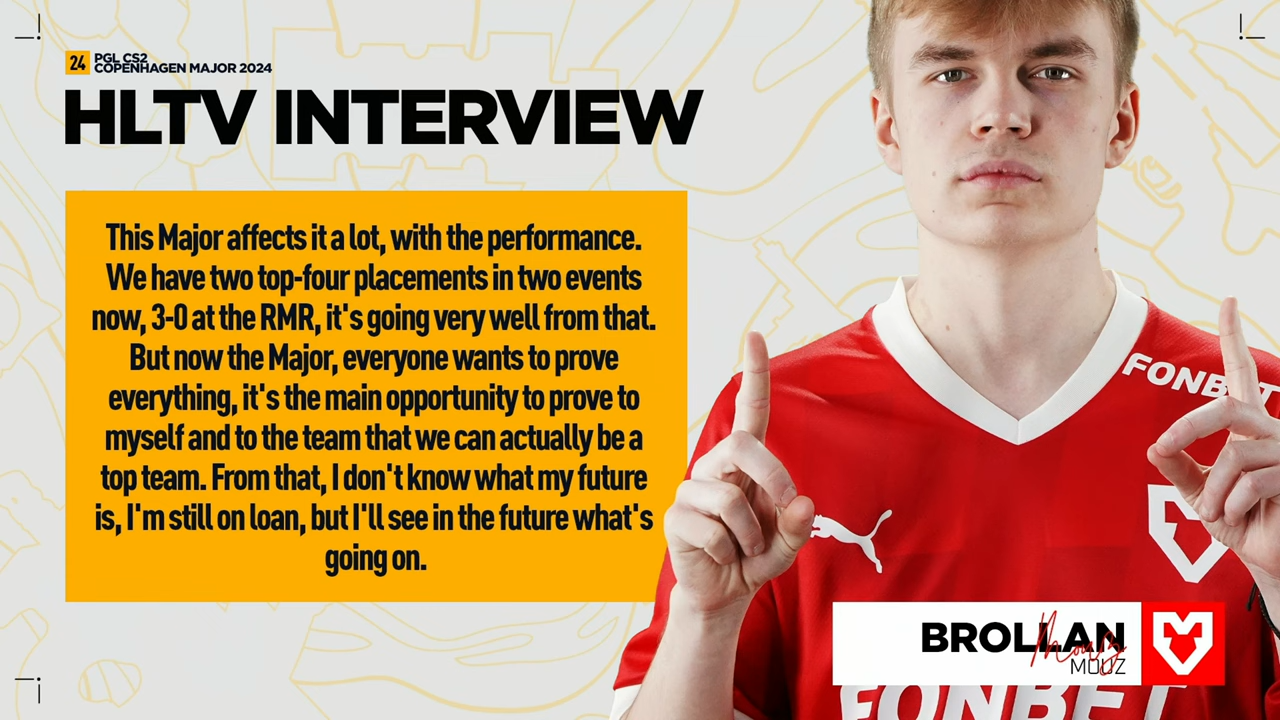 24
PGL CS2
COPENHAGEN MAJOR 2024
HLTV INTERVIEW
This Major affects it a lot, with the performance.
We have two top-four placements in two events
now, 3-0 at the RMR, it's going very well from that.
But now the Major, everyone wants to prove
everything, it's the main opportunity to prove to
myself and to the team that we can actually be a
top team. From that, I don't know what my future
is, I'm still on loan, but I'll see in the future what's
going on.
FONBET
BROLLAN
Mouz
MOUZ
FONBET